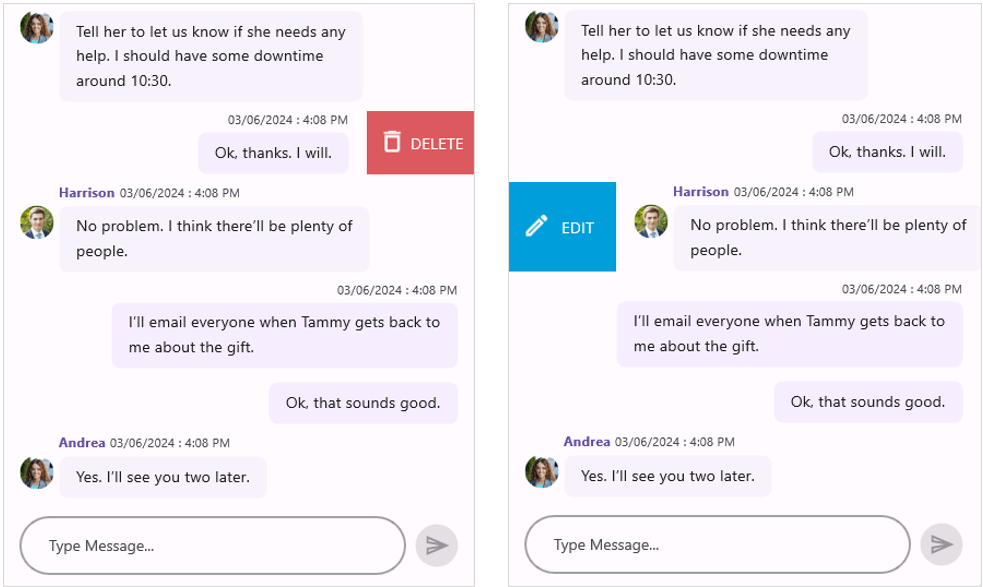 Tell her to let us know if she needs any
help. I should have some downtime
around 10:30.
03/06/2024 : 4:08 PM
Ok, thanks. I will.
DELETE
Harrison 03/06/2024 : 4:08 PM
No problem. I think there’ll be plenty of
people.
03/06/2024 : 4:08 PM
I’ll email everyone when Tammy gets back to
me about the gift.
Ok, that sounds good.
Andrea 03/06/2024 : 4:08 PM
Yes. I’ll see you two later.
Type Message...
Tell her to let us know if she needs any
help. I should have some downtime
around 10:30.
03/06/2024 : 4:08 PM
Ok, thanks. I will.
Harrison 03/06/2024 : 4:08 PM
EDIT
No problem. I think there’ll be plenty of
people.
03/06/2024 : 4:08 PM
I’ll email everyone when Tammy gets back to
me about the gift.
Ok, that sounds good.
Andrea 03/06/2024 : 4:08 PM
Yes. I’ll see you two later.
Type Message...